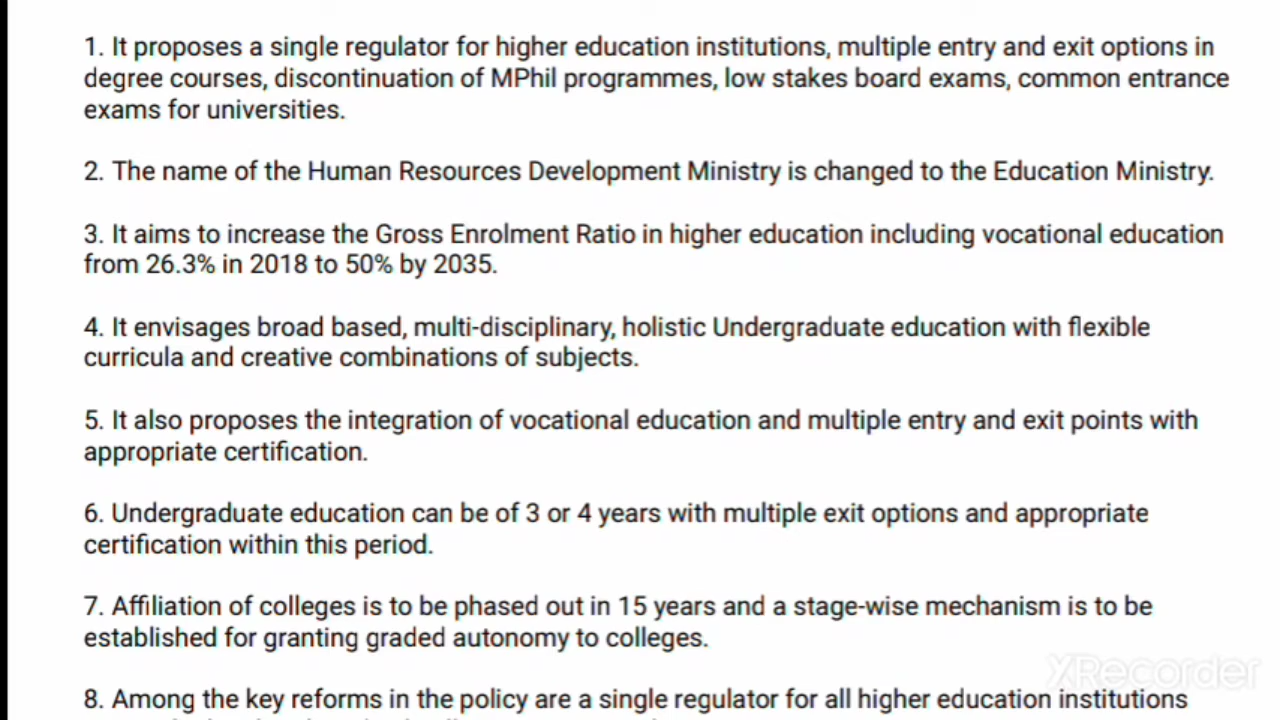 1. It proposes a single regulator for higher education institutions, multiple entry and exit options in
degree courses, discontinuation of MPhil programmes, low stakes board exams, common entrance
exams for universities.
2. The name of the Human Resources Development Ministry is changed to the Education Ministry.
3. It aims to increase the Gross Enrolment Ratio in higher education including vocational education
from 26.3% in 2018 to 50% by 2035.
4. It envisages broad based, multi-disciplinary, holistic Undergraduate education with flexible
curricula and creative combinations of subjects.
5. It also proposes the integration of vocational education and multiple entry and exit points with
appropriate certification.
6. Undergraduate education can be of 3 or 4 years with multiple exit options and appropriate
certification within this period.
7. Affiliation of colleges is to be phased out in 15 years and a stage-wise mechanism is to be
established for granting graded autonomy to colleges.
XRecorder
8. Among the key reforms in the policy are a single regulator for all higher education institutions